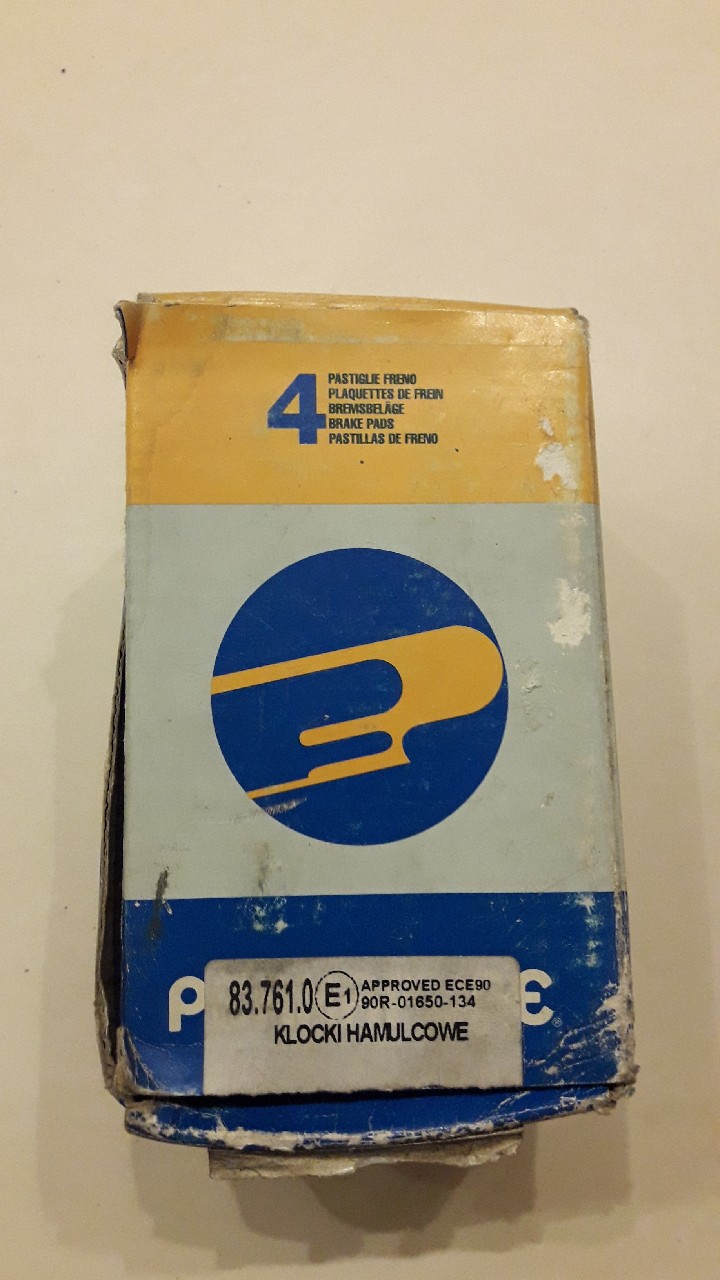 4
PASTIGLIE FRENO
PLAQUETTES DE FREIN
BREMSBELÄGE
BRAKE PADS
PASTILLAS DE FRENO
83.761.0 E1 APPROVED ECE90
90R-01650-134
KLOCKI HAMULCOWE